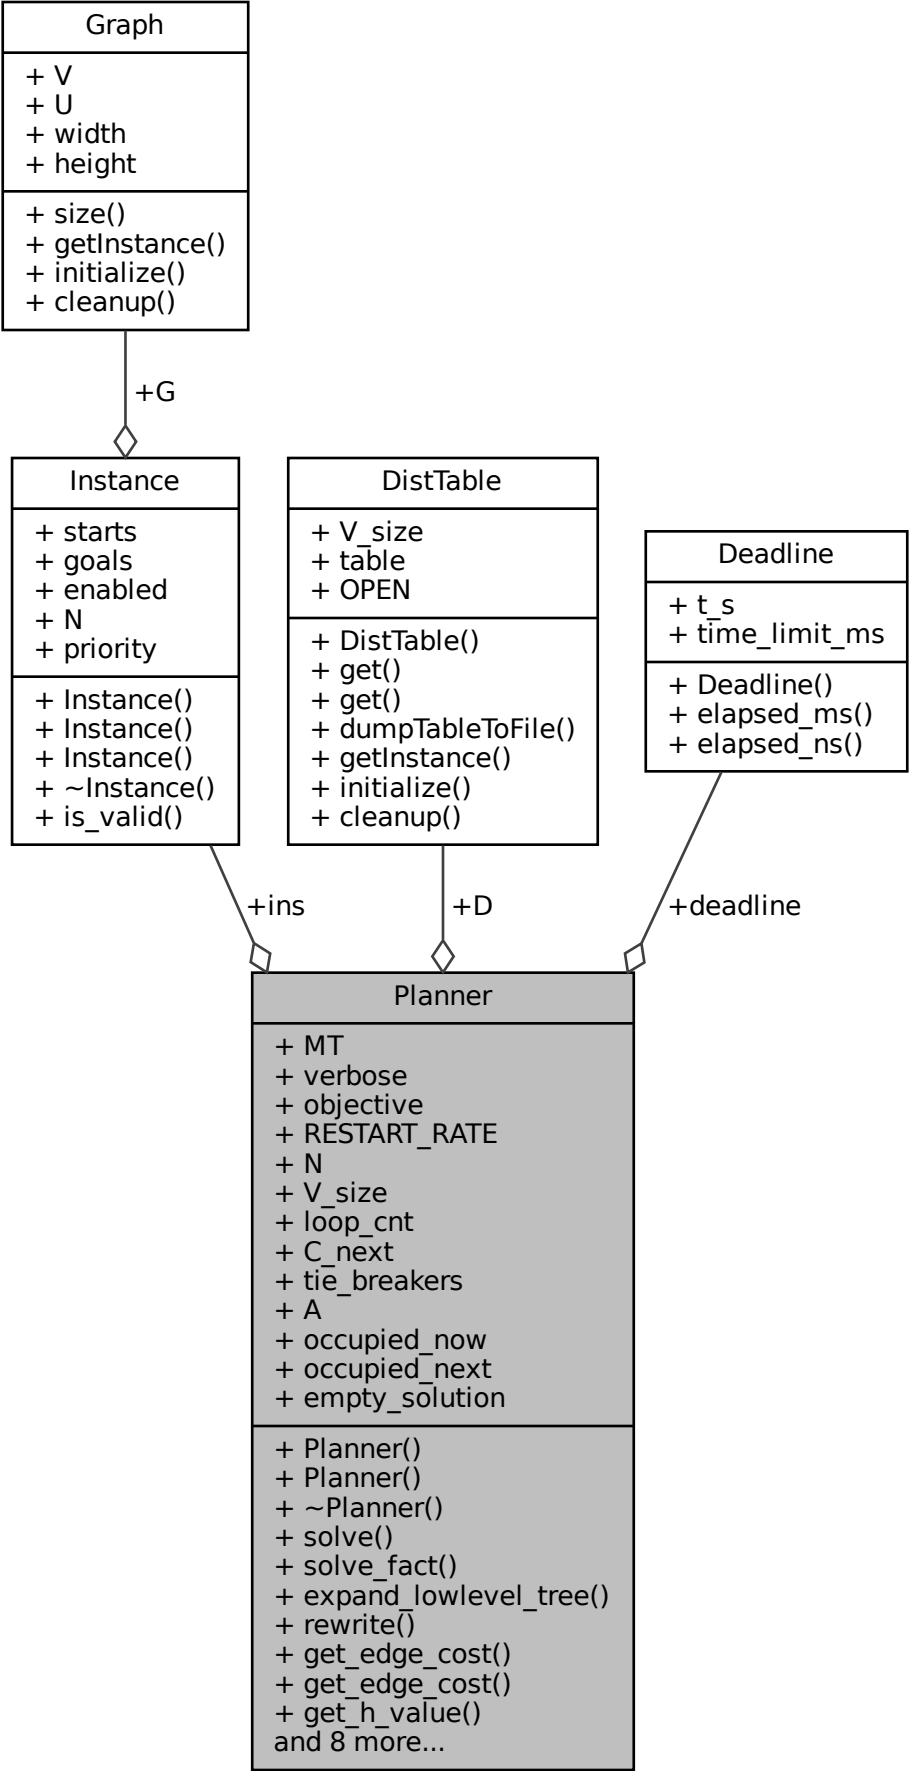 Graph
+ V
+ U
+ width
+ height
+ size()
+ getInstance()
+ initialize()
+ cleanup()
+G
Instance
+ starts
+ goals
+ enabled
+ N
+ priority
+ Instance()
+ Instance()
+ Instance()
+ ~Instance()
+ is_valid()
DistTable
+ V_size
+ table
+ OPEN
+ DistTable()
+ get()
+ get()
+ dumpTableToFile()
+ getInstance()
+ initialize()
+ cleanup()
Deadline
+ t_s
+ time_limit_ms
+ Deadline()
+ elapsed_ms()
+ elapsed_ns()
+ins
+D
+deadline
Planner
+ MT
+ verbose
+ objective
+ RESTART_RATE
+ N
+ V_size
+ loop_cnt
+ C_next
+ tie_breakers
+ A
+ occupied_now
+ occupied_next
+ empty_solution
+ Planner()
+ Planner()
+ ~Planner()
+ solve()
+ solve_fact()
+ expand_lowlevel_tree()
+ rewrite()
+ get_edge_cost()
+ get_edge_cost()
+ get_h_value()
and 8 more...